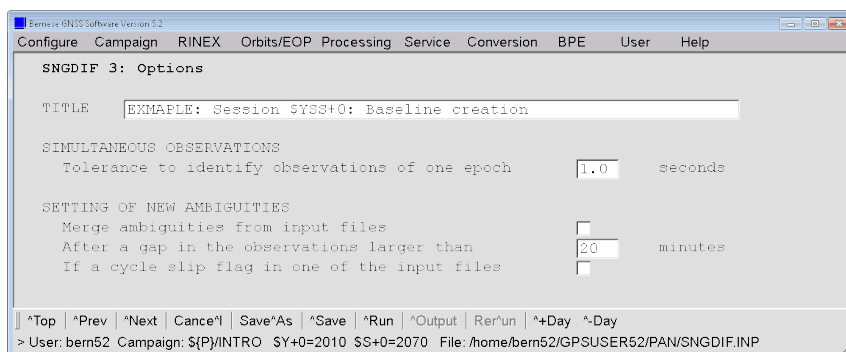 Bernese GNSS Software Version 5.2
Configure Campaign RINEX Orbits/EOP Processing Service Conversion BPE User Help
SNGDIF 3: Options
TITLE EXMAPLE: Session $YSS+0: Baseline creation
SIMULTANEOUS OBSERVATIONS
Tolerance to identify observations of one epoch 1.0 seconds
SETTING OF NEW AMBIGUITIES
Merge ambiguities from input files
After a gap in the observations larger than 20 minutes
If a cycle slip flag in one of the input files
^Top ^Prev ^Next Cance^l Save^As ^Save ^Run ^Output Rer^un ^+Day ^-Day
> User: bern52 Campaign: ${P}/INTRO $Y+0=2010 $S+0=2070 File: /home/bern52/GPSUSER52/PAN/SNGDIF.INP